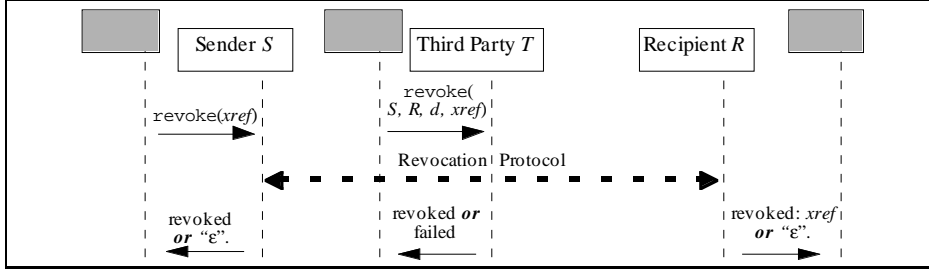 Sender S
Third Party T
Recipient R
revoke(xref)
revoke(
S, R, d, xref)
Revocation Protocol
revoked
or “ε”.
revoked or
failed
revoked: xref
or “ε”.